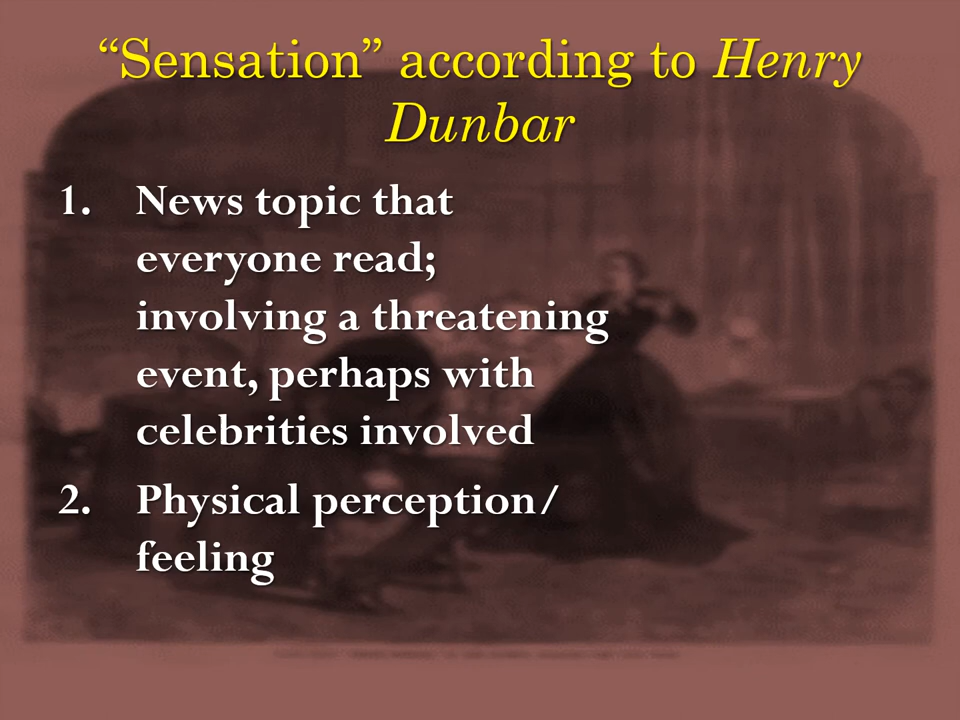 “Sensation” according to Henry
Dunbar
1. News topic that
everyone read;
involving a threatening
event, perhaps with
celebrities involved
2. Physical perception/
feeling